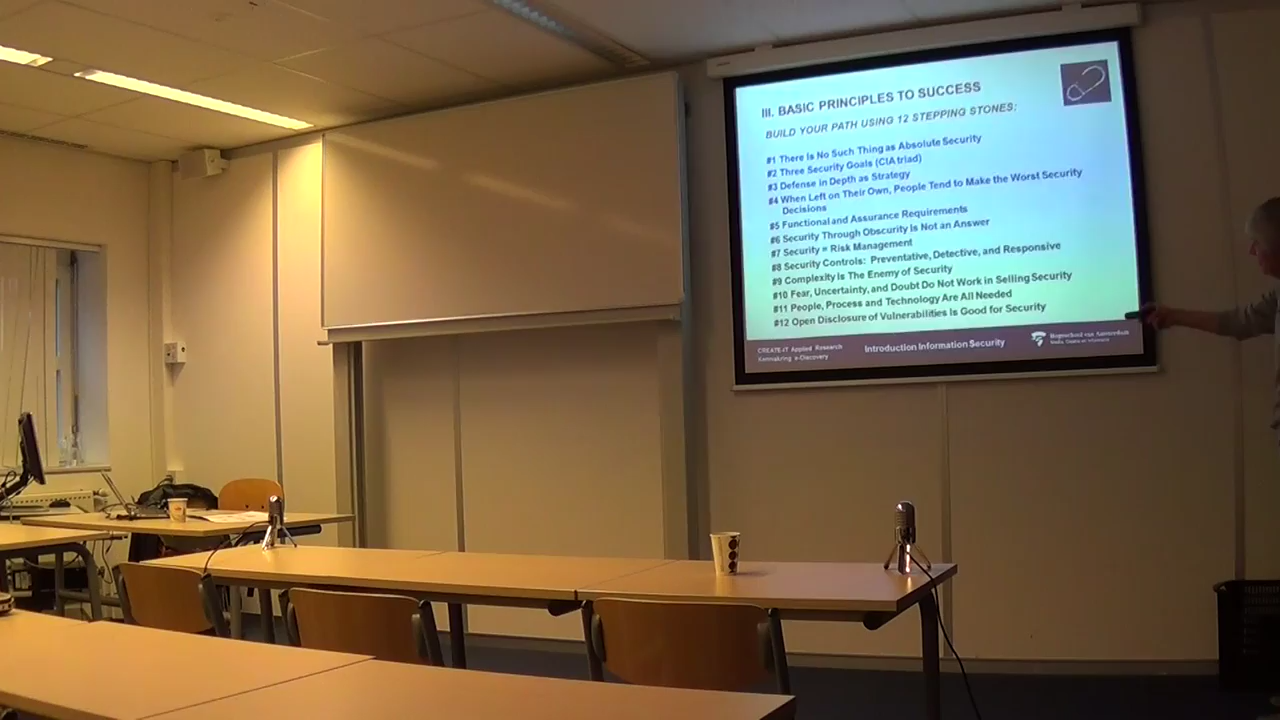 III. BASIC PRINCIPLES TO SUCCESS
BUILD YOUR PATH USING 12 STEPPING STONES:
#1 There Is No Such Thing as Absolute Security
#2 Three Security Goals (CIA triad)
#3 Defense in Depth as Strategy
#4 When Left on Their Own, People Tend to Make the Worst Security
Decisions
#5 Functional and Assurance Requirements
#6 Security Through Obscurity Is Not an Answer
#7 Security = Risk Management
#8 Security Controls: Preventative, Detective, and Responsive
#9 Complexity Is The Enemy of Security
#10 Fear, Uncertainty, and Doubt Do Not Work in Selling Security
#11 People, Process and Technology Are All Needed
#12 Open Disclosure of Vulnerabilities Is Good for Security
CREATE-IT Applied Research
Kenniskring e-Discovery
Introduction Information Security
Hogeschool van Amsterdam